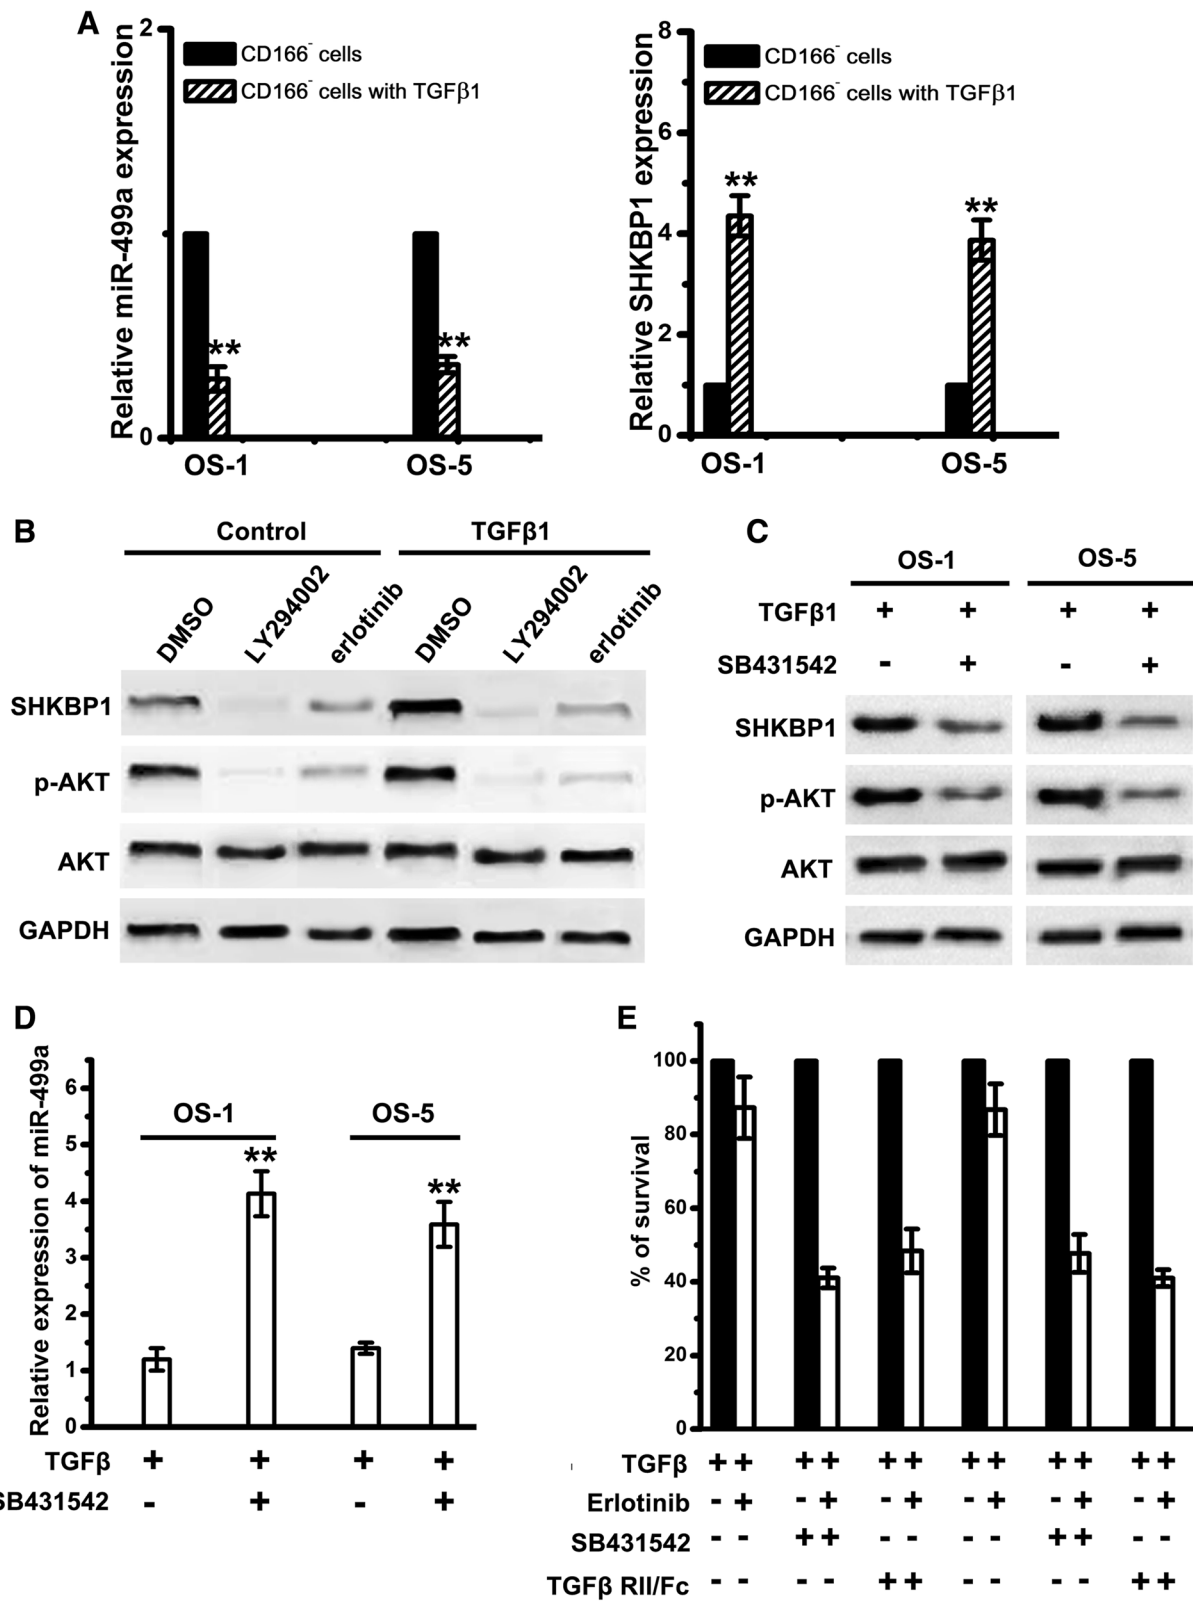 A
Relative miR-499a expression
2
0
CD166⁻ cells
CD166⁻ cells with TGFβ1
**
**
OS-1
OS-5
Relative SHKBP1 expression
8
6
4
2
0
CD166⁻ cells
CD166⁻ cells with TGFβ1
**
**
OS-1
OS-5
B
Control
TGFβ1
DMSO
LY294002
erlotinib
DMSO
LY294002
erlotinib
SHKBP1
p-AKT
AKT
GAPDH
C
OS-1
OS-5
TGFβ1 + + + +
SB431542 - + - +
SHKBP1
p-AKT
AKT
GAPDH
D
Relative expression of miR-499a
6
5
4
3
2
1
0
OS-1
OS-5
**
**
TGFβ + + + +
SB431542 - + - +
E
% of survival
100
80
60
40
20
0
TGFβ + + + + + + + + + + + +
Erlotinib - + - + - + - + - + - +
SB431542 - - + + - - - - + + - -
TGFβ RII/Fc - - - - + + - - - - + +